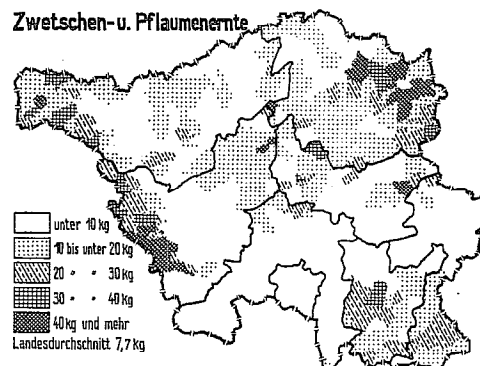 Zwetschen-u. Pflaumenernte
unter 10 kg
10 bis unter 20 kg
20 " " 30 kg
30 " " 40 kg
40 kg und mehr
Landesdurchschnitt 7,7 kg